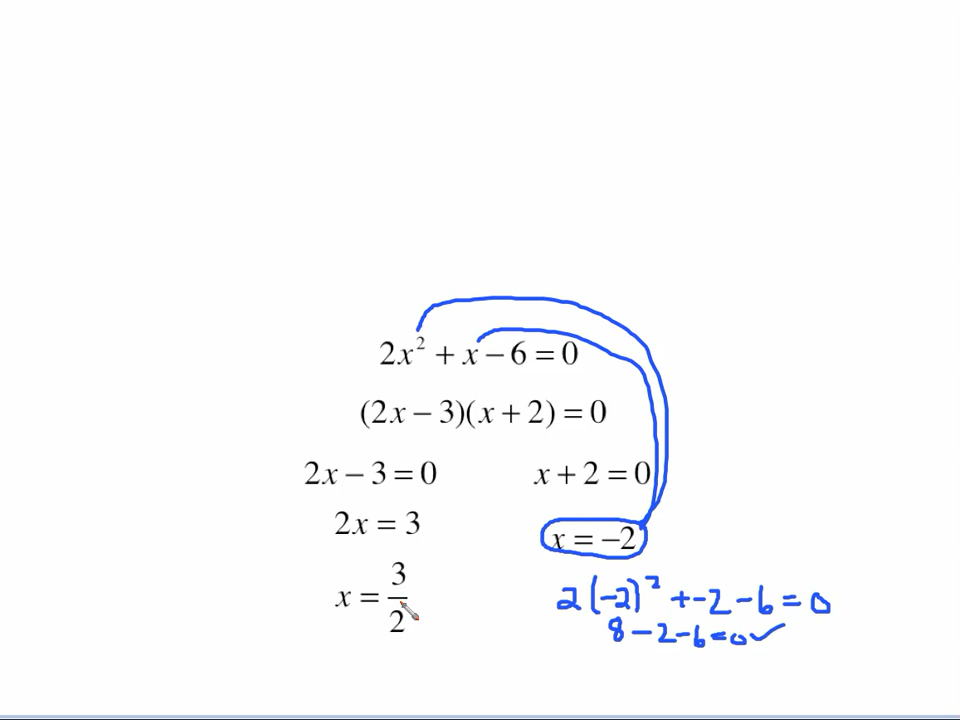 2x² + x − 6 = 0
(2x − 3)(x + 2) = 0
2x − 3 = 0 x + 2 = 0
2x = 3 x = −2
x = 3/2
2(−2)² + −2 − 6 = 0
8 − 2 − 6 = 0 ✓